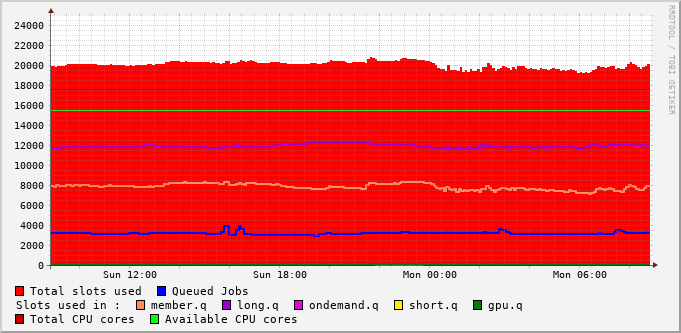 24000
22000
20000
18000
16000
14000
12000
10000
8000
6000
4000
2000
0
Sun 12:00 Sun 18:00 Mon 00:00 Mon 06:00
RRDTOOL / TOBI OETIKER
Total slots used Queued Jobs
Slots used in : member.q long.q ondemand.q short.q gpu.q
Total CPU cores Available CPU cores